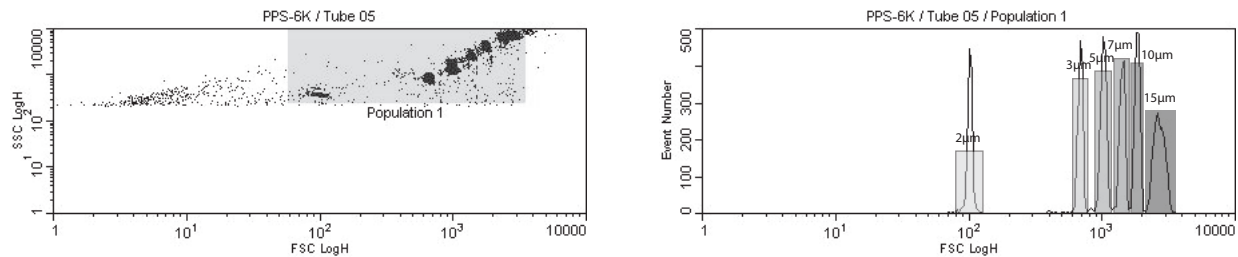 PPS-6K / Tube 05
10000
10³
10²
10¹
1
SSC LogH
Population 1
1
10¹
10²
10³
10000
FSC LogH
PPS-6K / Tube 05 / Population 1
500
400
300
200
100
0
Event Number
2µm
3µm
5µm
7µm
10µm
15µm
1
10¹
10²
10³
10000
FSC LogH